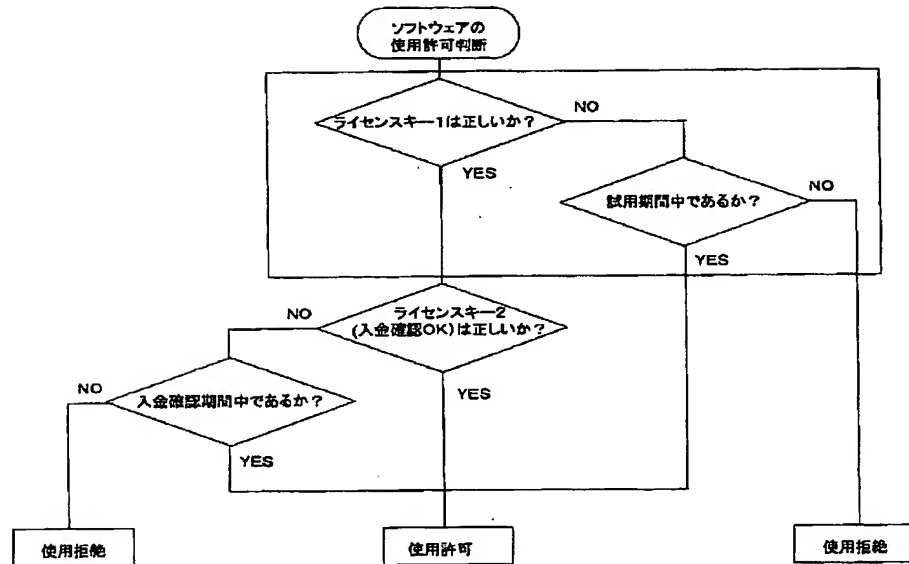 ソフトウェアの
使用許可判断
ライセンスキー1は正しいか？
NO
YES
試用期間中であるか？
NO
YES
ライセンスキー2
(入金確認OK)は正しいか？
NO
YES
入金確認期間中であるか？
NO
YES
使用拒絶
使用許可
使用拒絶